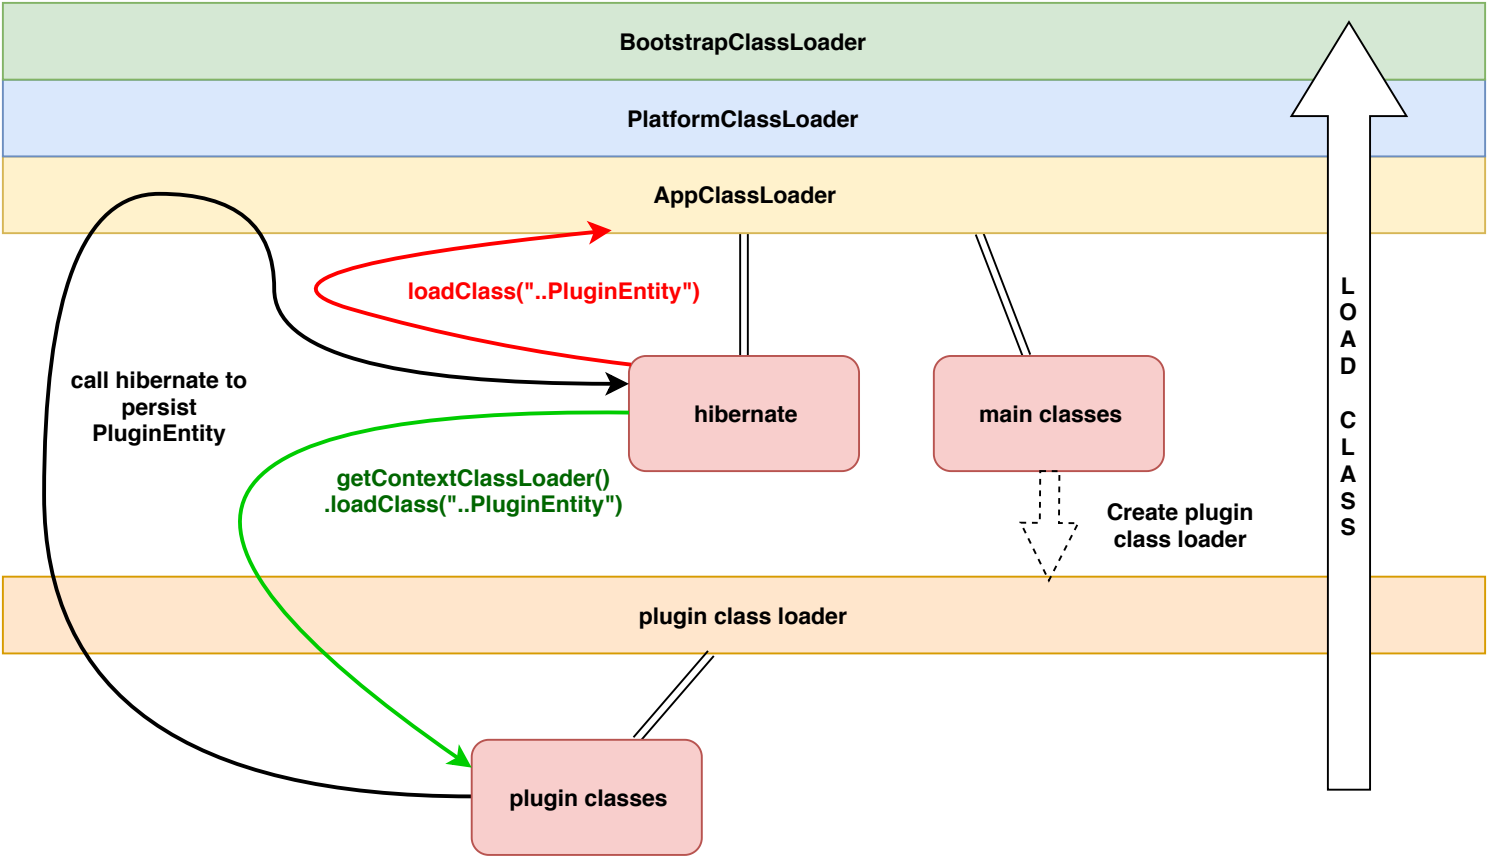 BootstrapClassLoader
PlatformClassLoader
AppClassLoader
loadClass("..PluginEntity")
call hibernate to
persist
PluginEntity
hibernate
main classes
getContextClassLoader()
.loadClass("..PluginEntity")
Create plugin
class loader
plugin class loader
plugin classes
L
O
A
D
C
L
A
S
S